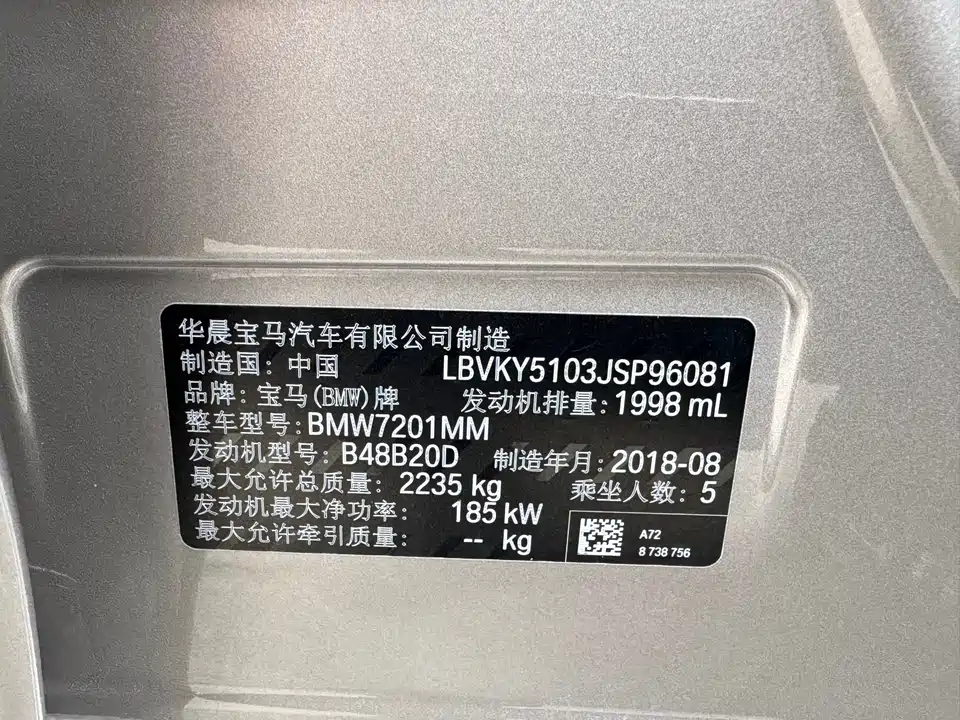 华晨宝马汽车有限公司制造
制造国：中国 LBVKY5103JSP96081
品牌：宝马(BMW)牌 发动机排量：1998 mL
整车型号：BMW7201MM
发动机型号：B48B20D 制造年月：2018-08
最大允许总质量：2235 kg 乘坐人数：5
发动机最大净功率：185 kW
最大允许牵引质量：-- kg
A72
8 738 756